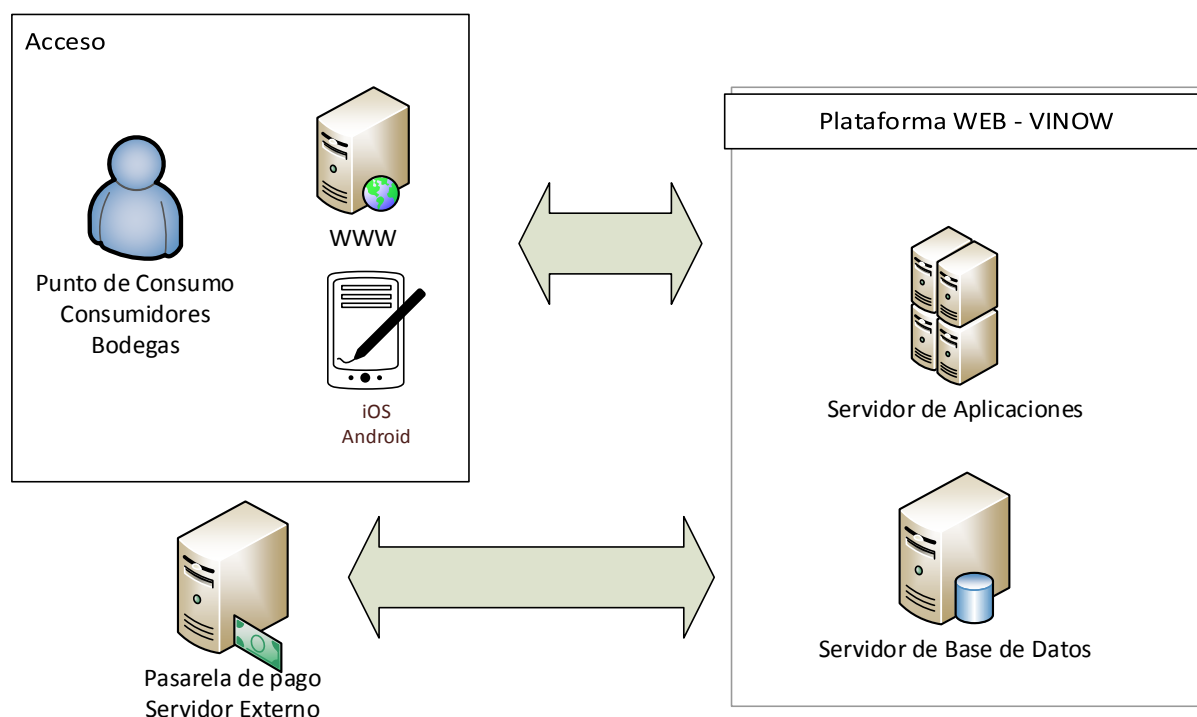 Acceso
Punto de Consumo
Consumidores
Bodegas
WWW
iOS
Android
Pasarela de pago
Servidor Externo
Plataforma WEB - VINOW
Servidor de Aplicaciones
Servidor de Base de Datos